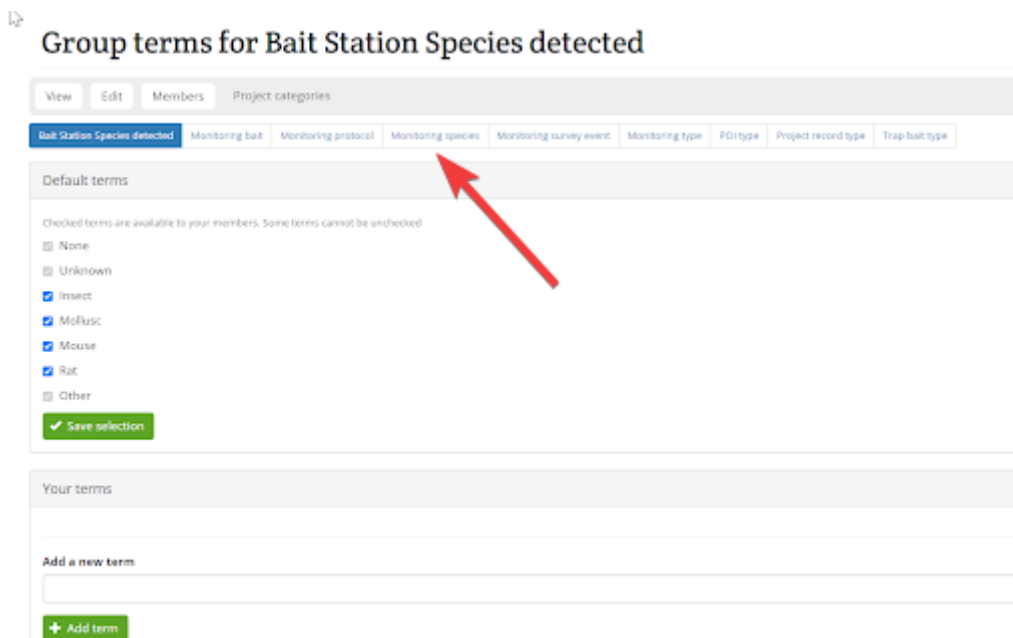 Group terms for Bait Station Species detected
View Edit Members Project categories
Bait Station Species detected Monitoring bait Monitoring protocol Monitoring species Monitoring survey event Monitoring type POI type Project record type Trap bait type
Default terms
Checked terms are available to your members. Some terms cannot be unchecked
None
Unknown
Insect
Mollusc
Mouse
Rat
Other
Save selection
Your terms
Add a new term
Add term